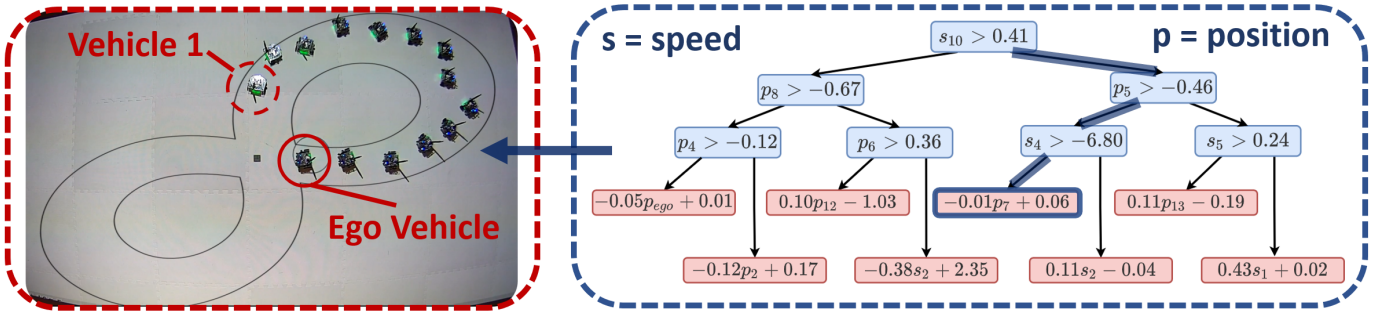 Vehicle 1
Ego Vehicle
s = speed
p = position
s₁₀ > 0.41
p₈ > −0.67
p₅ > −0.46
p₄ > −0.12
p₆ > 0.36
s₄ > −6.80
s₅ > 0.24
−0.05p_ego + 0.01
0.10p₁₂ − 1.03
−0.01p₇ + 0.06
0.11p₁₃ − 0.19
−0.12p₂ + 0.17
−0.38s₂ + 2.35
0.11s₂ − 0.04
0.43s₁ + 0.02